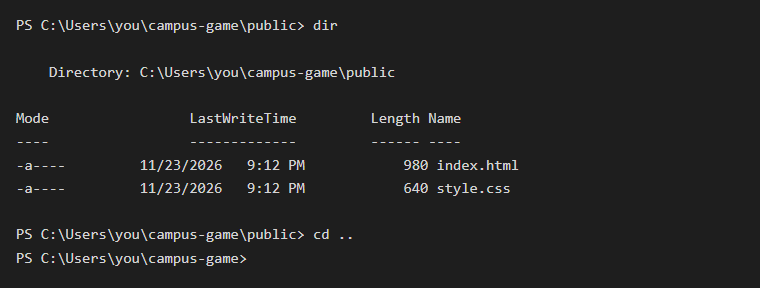 PS C:\Users\you\campus-game\public> dir
Directory: C:\Users\you\campus-game\public
Mode LastWriteTime Length Name
---- ------------- ------ ----
-a---- 11/23/2026 9:12 PM 980 index.html
-a---- 11/23/2026 9:12 PM 640 style.css
PS C:\Users\you\campus-game\public> cd ..
PS C:\Users\you\campus-game>